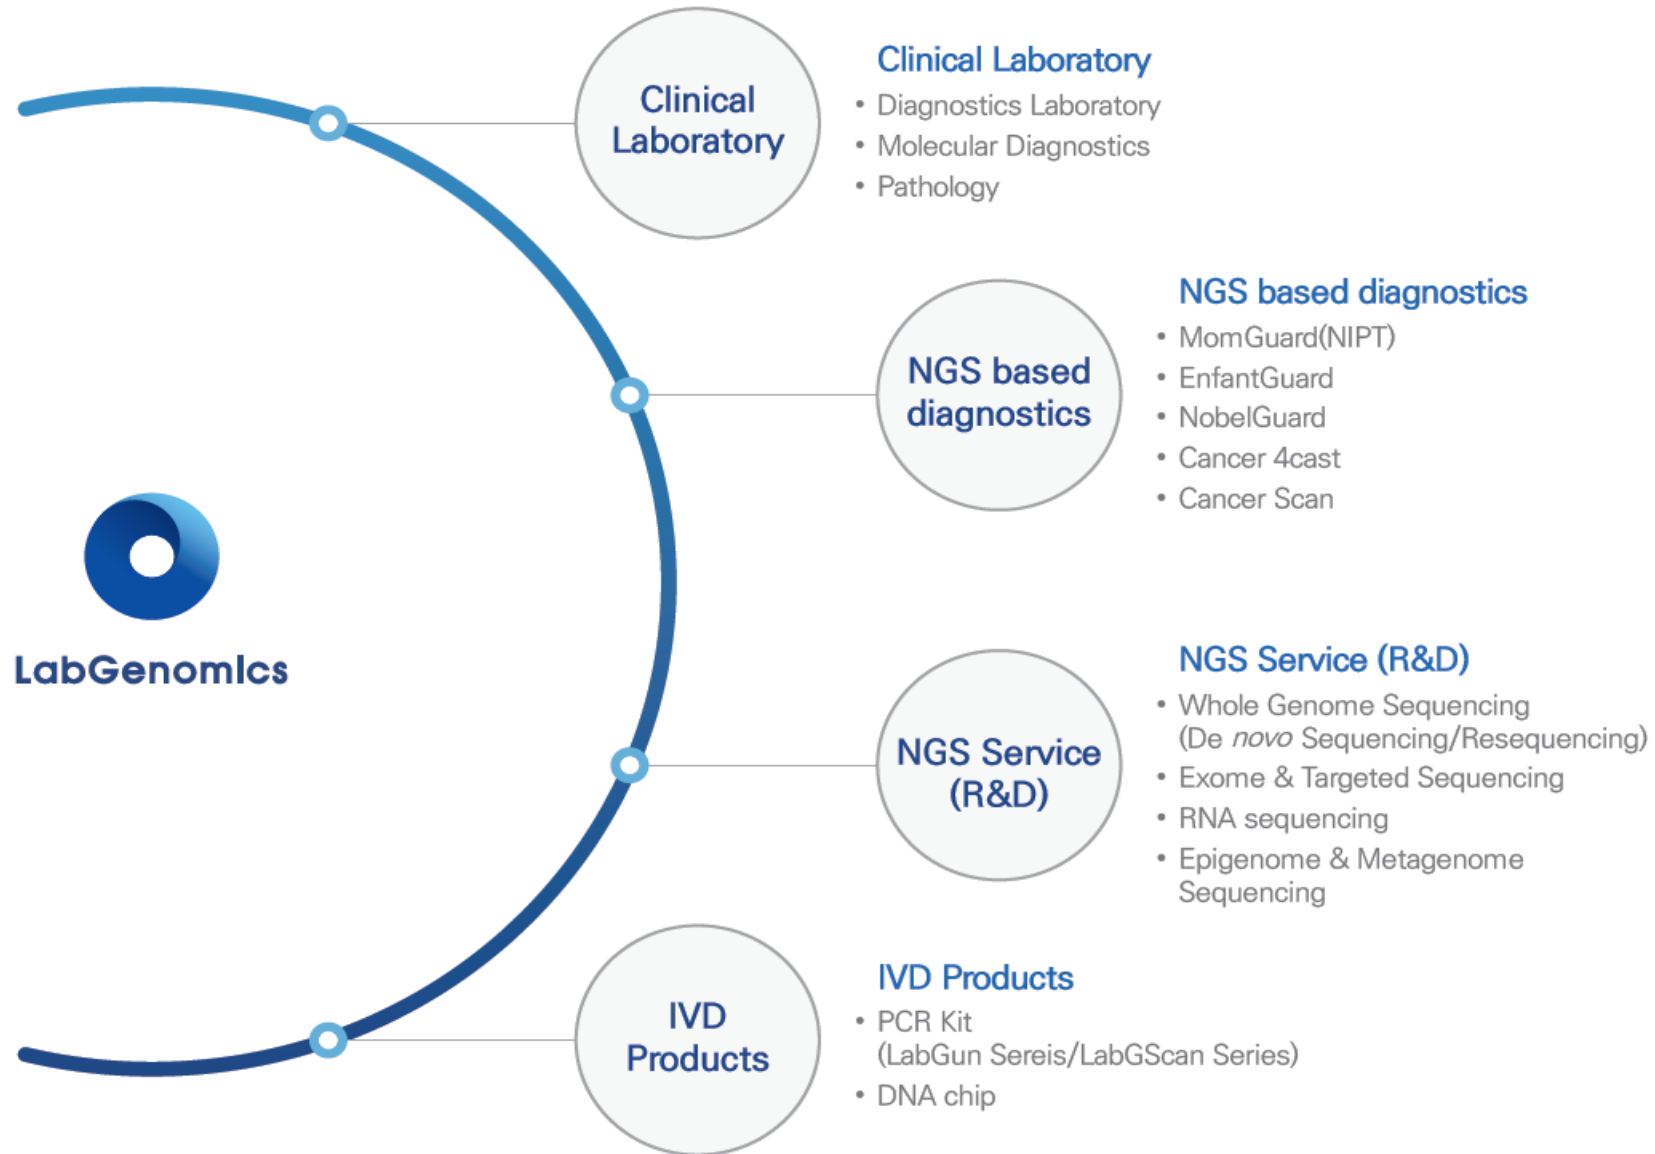 Clinical
Laboratory
Clinical Laboratory
• Diagnostics Laboratory
• Molecular Diagnostics
• Pathology
NGS based
diagnostics
NGS based diagnostics
• MomGuard(NIPT)
• EnfantGuard
• NobelGuard
• Cancer 4cast
• Cancer Scan
LabGenomics
NGS Service
(R&D)
NGS Service (R&D)
• Whole Genome Sequencing
(De novo Sequencing/Resequencing)
• Exome & Targeted Sequencing
• RNA sequencing
• Epigenome & Metagenome
Sequencing
IVD
Products
IVD Products
• PCR Kit
(LabGun Sereis/LabGScan Series)
• DNA chip